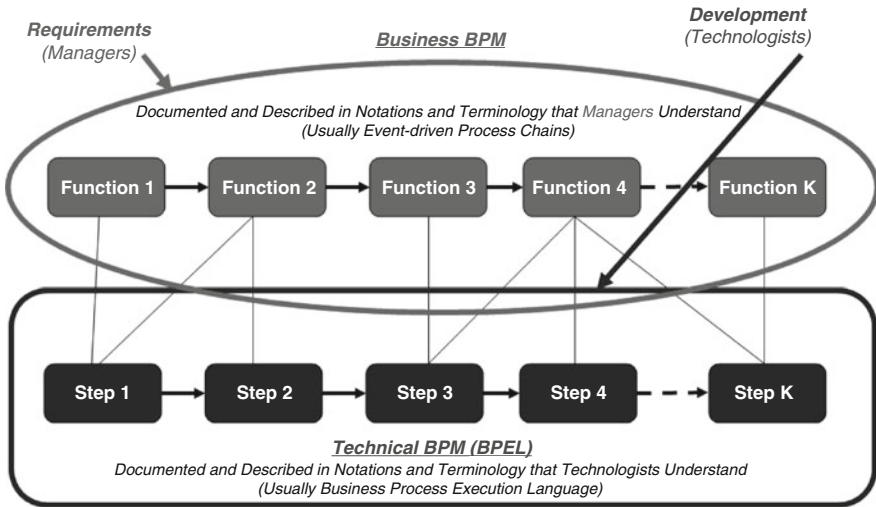 Requirements
(Managers)
Business BPM
Development
(Technologists)
Documented and Described in Notations and Terminology that Managers Understand
(Usually Event-driven Process Chains)
Function 1
Function 2
Function 3
Function 4
Function K
Step 1
Step 2
Step 3
Step 4
Step K
Technical BPM (BPEL)
Documented and Described in Notations and Terminology that Technologists Understand
(Usually Business Process Execution Language)